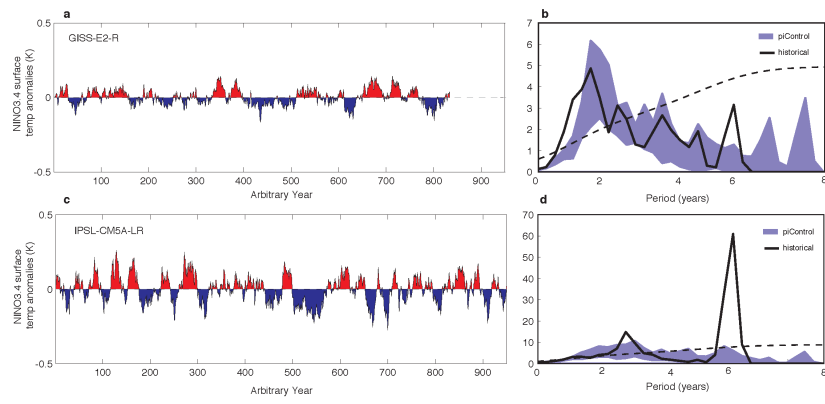 a
GISS-E2-R
NINO3.4 surface
temp anomalies (K)
0.5
0
-0.5
100 200 300 400 500 600 700 800 900
Arbitrary Year
b
piControl
historical
7
6
5
4
3
2
1
0
0 2 4 6 8
Period (years)
c
IPSL-CM5A-LR
NINO3.4 surface
temp anomalies (K)
0.5
0
-0.5
100 200 300 400 500 600 700 800 900
Arbitrary Year
d
piControl
historical
70
60
50
40
30
20
10
0
0 2 4 6 8
Period (years)